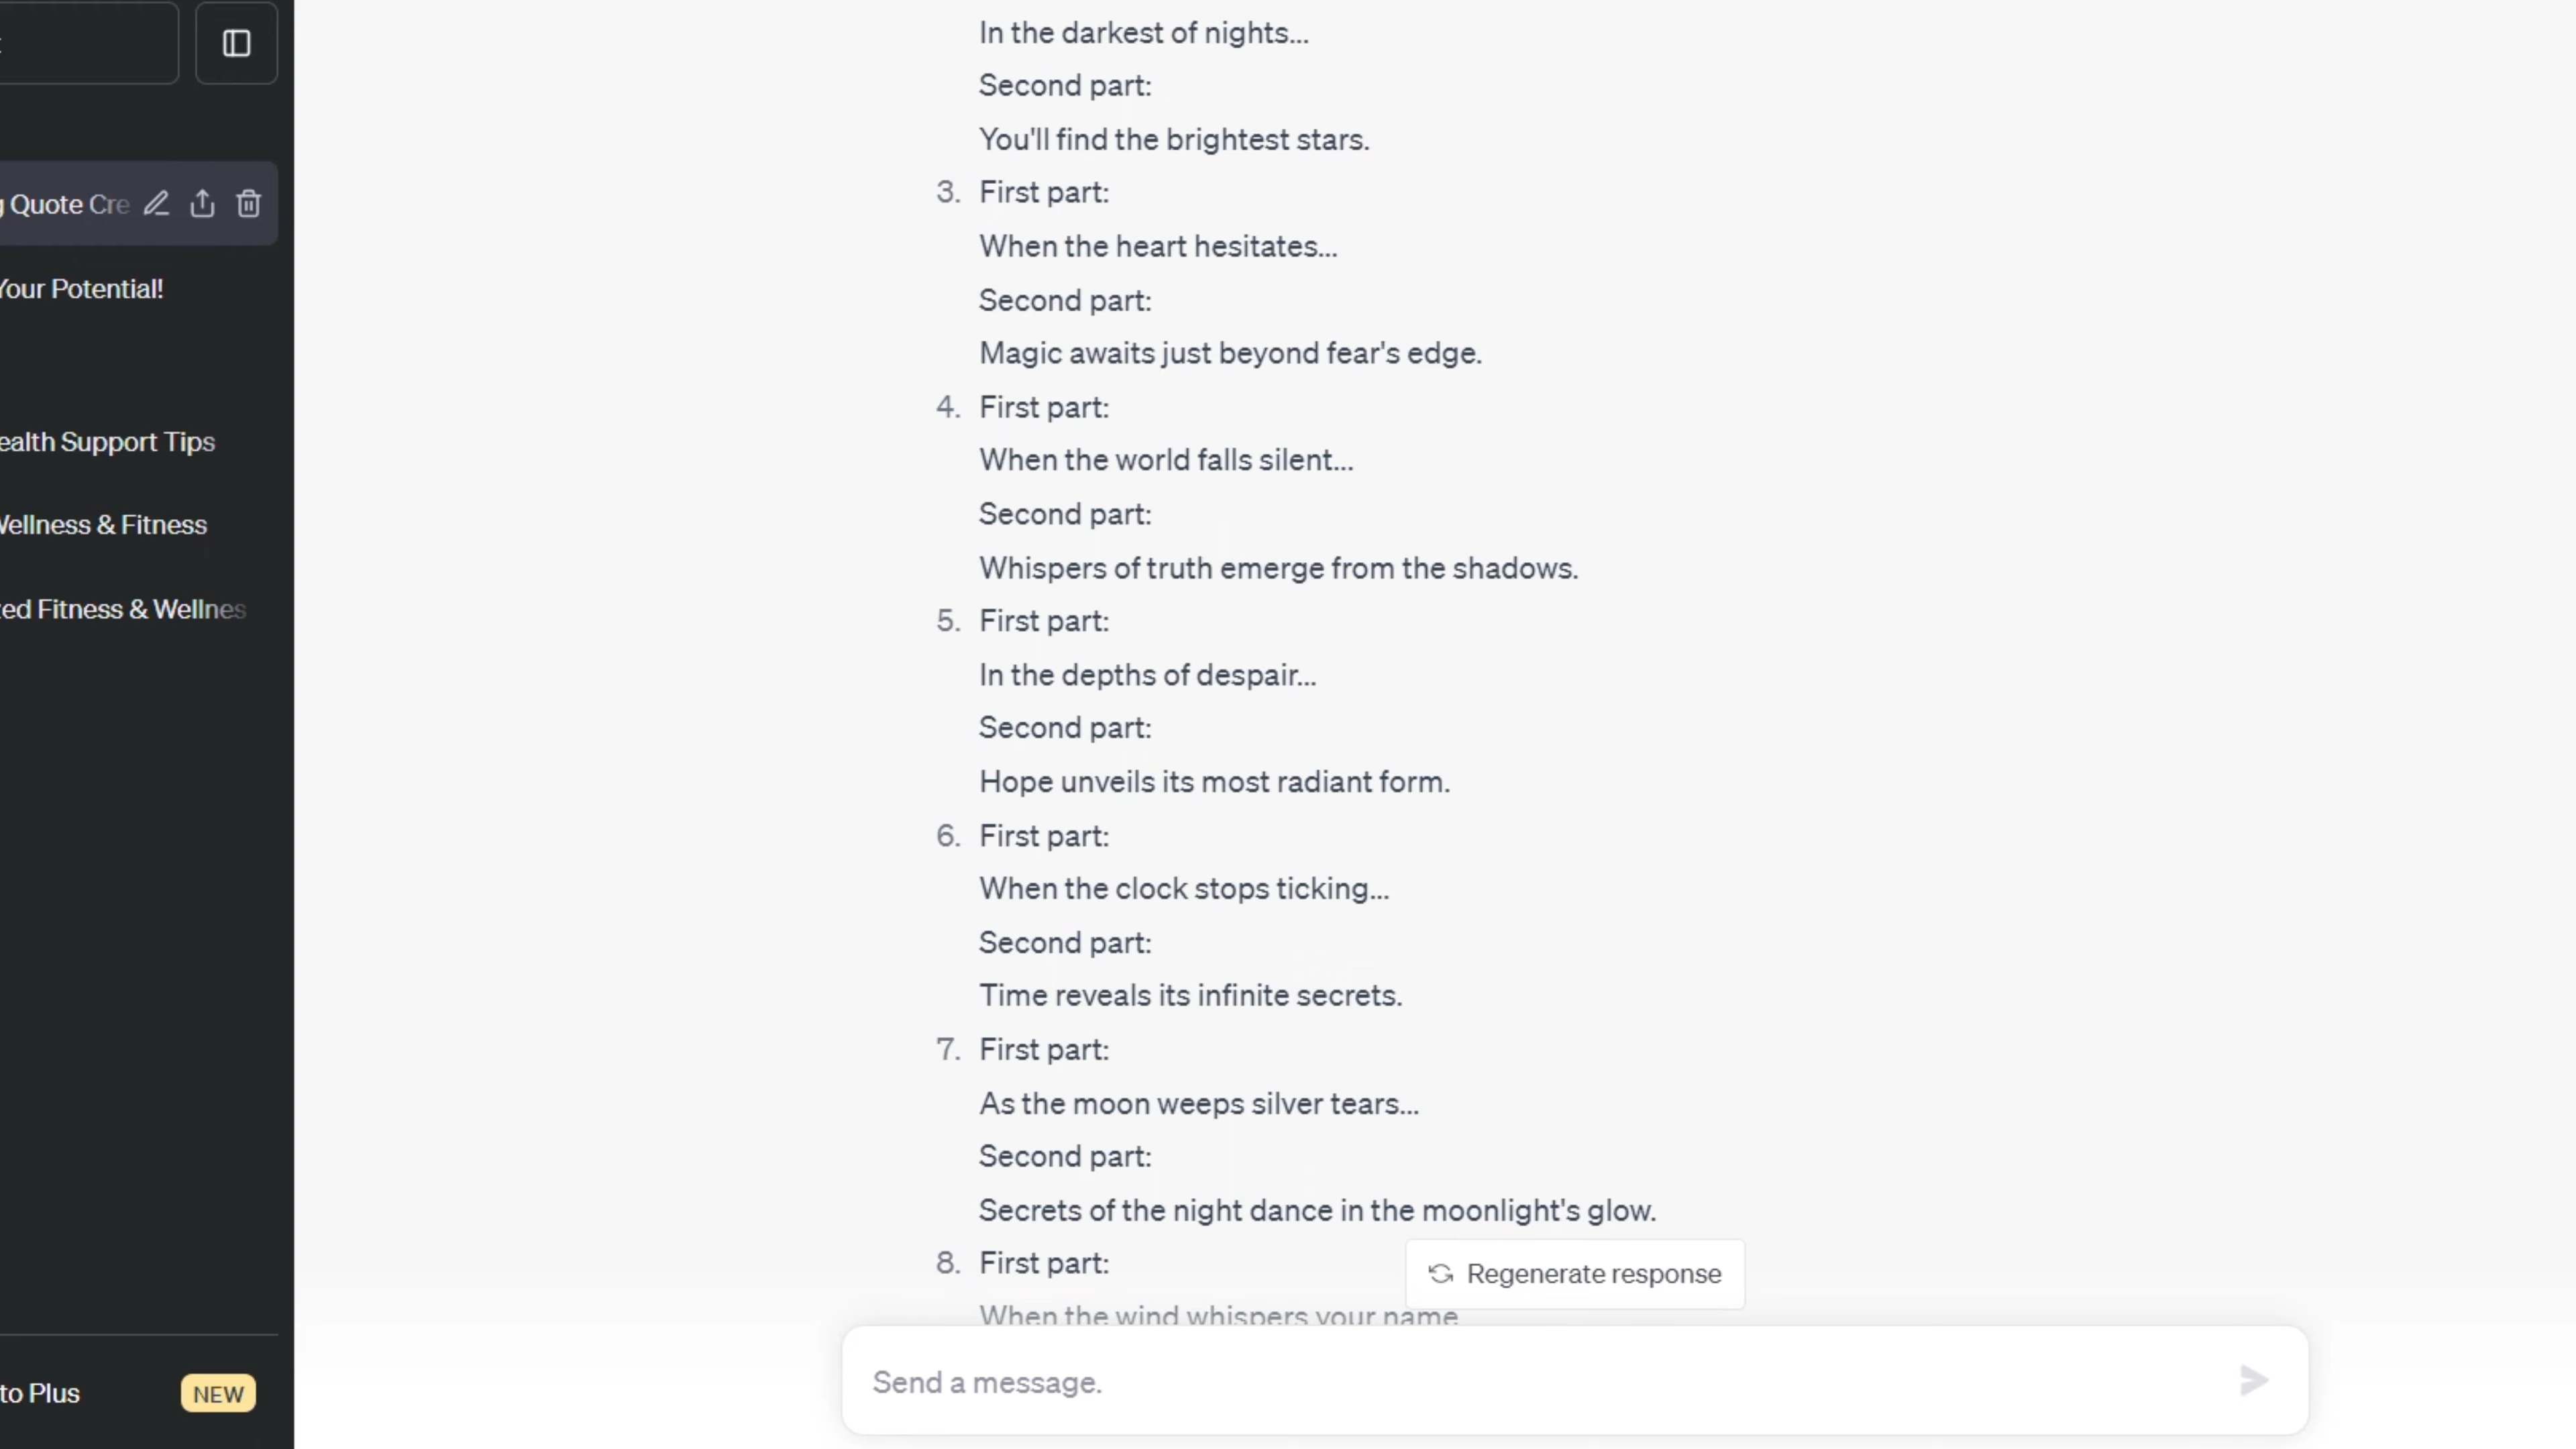 Quote Cre
Your Potential!
ealth Support Tips
Wellness & Fitness
ed Fitness & Wellnes
to Plus
NEW
In the darkest of nights...
Second part:
You'll find the brightest stars.
3. First part:
When the heart hesitates...
Second part:
Magic awaits just beyond fear's edge.
4. First part:
When the world falls silent...
Second part:
Whispers of truth emerge from the shadows.
5. First part:
In the depths of despair...
Second part:
Hope unveils its most radiant form.
6. First part:
When the clock stops ticking...
Second part:
Time reveals its infinite secrets.
7. First part:
As the moon weeps silver tears...
Second part:
Secrets of the night dance in the moonlight's glow.
8. First part:
When the wind whispers your name
Regenerate response
Send a message.